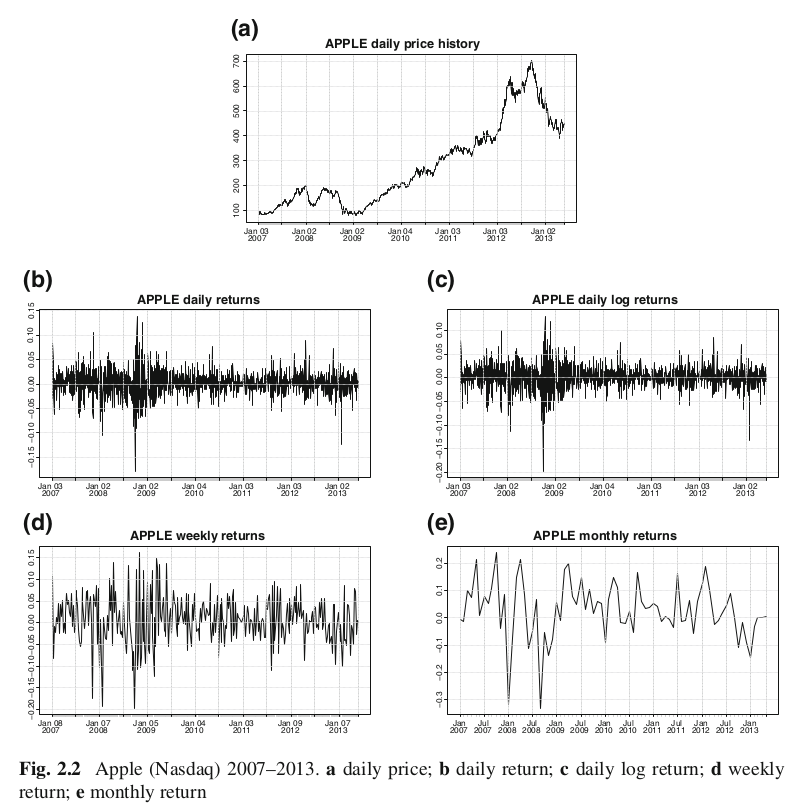 (a)
APPLE daily price history
700
600
500
400
300
200
100
Jan 03 Jan 02 Jan 02 Jan 04 Jan 03 Jan 03 Jan 02
2007 2008 2009 2010 2011 2012 2013
(b)
APPLE daily returns
0.15
0.10
0.05
0.00
−0.05
−0.10
−0.15
Jan 03 Jan 02 Jan 02 Jan 04 Jan 03 Jan 03 Jan 02
2007 2008 2009 2010 2011 2012 2013
(c)
APPLE daily log returns
0.10
0.05
0.00
−0.05
−0.10
−0.15
−0.20
Jan 03 Jan 02 Jan 02 Jan 04 Jan 03 Jan 03 Jan 02
2007 2008 2009 2010 2011 2012 2013
(d)
APPLE weekly returns
0.15
0.10
0.05
0.00
−0.05
−0.10
−0.15
−0.20
Jan 08 Jan 07 Jan 05 Jan 04 Jan 03 Jan 09 Jan 07
2007 2008 2009 2010 2011 2012 2013
(e)
APPLE monthly returns
0.2
0.1
0.0
−0.1
−0.2
−0.3
Jan Jul Jan Jul Jan Jul Jan Jul Jan Jul Jan Jul Jan
2007 2007 2008 2008 2009 2009 2010 2010 2011 2011 2012 2012 2013
Fig. 2.2 Apple (Nasdaq) 2007–2013. a daily price; b daily return; c daily log return; d weekly
return; e monthly return